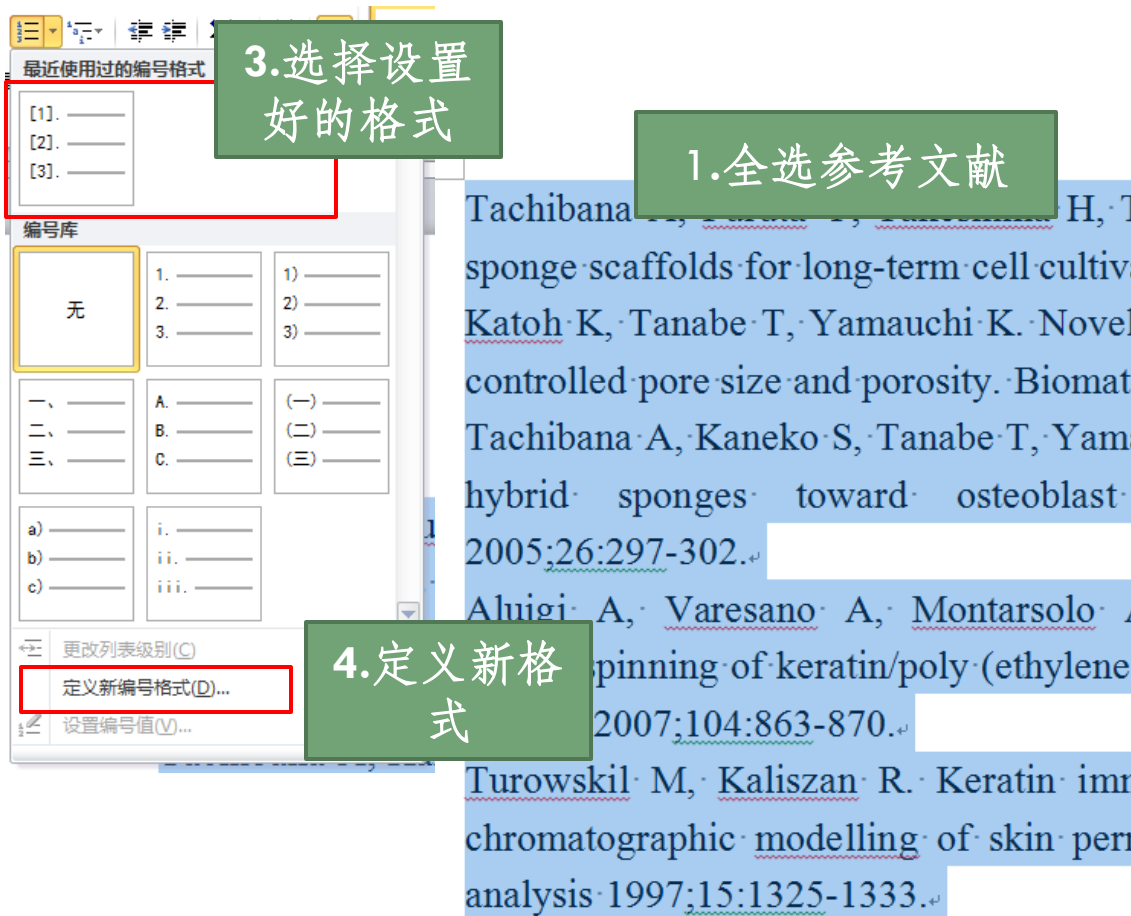 最近使用过的编号格式
[1].
[2].
[3].
编号库
无
1.
2.
3.
1)
2)
3)
一、
二、
三、
A.
B.
C.
(一)
(二)
(三)
a)
b)
c)
i.
ii.
iii.
更改列表级别(C)
定义新编号格式(D)...
设置编号值(V)...
3.选择设置
好的格式
4.定义新格
式
1.全选参考文献
Tachibana H,
sponge scaffolds for long-term cell
Katoh K, Tanabe T, Yamauchi K. Novel
controlled pore size and porosity.
Tachibana A, Kaneko S, Tanabe T,
hybrid sponges toward osteoblast
2005;26:297-302.
Aluigi A, Varesano A, Montarsolo
spinning of keratin/poly (ethylene
2007;104:863-870.
Turowskil M, Kaliszan R. Keratin
chromatographic modelling of skin
analysis 1997;15:1325-1333.